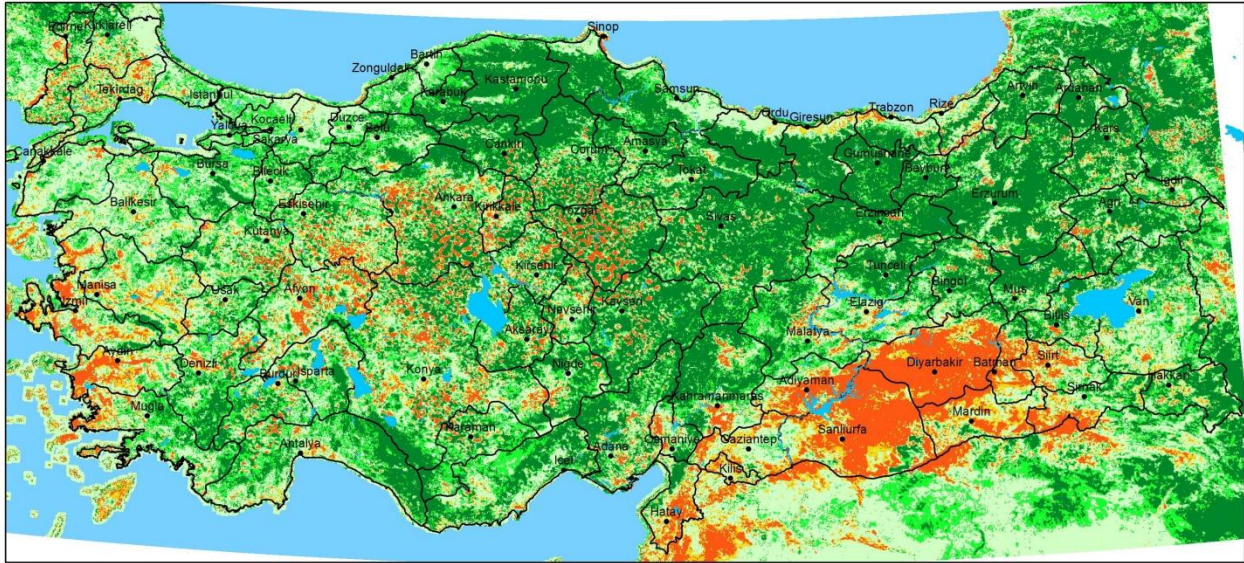 Sinop
Edirne
Kirklareli
Bartin
Zonguldak
Kastamonu
Karabuk
Samsun
Tekirdag
Istanbul
Ordu
Giresun
Trabzon
Rize
Artvin
Ardahan
Yalova
Kocaeli
Sakarya
Duzce
Bolu
Kars
Canakkale
Cankiri
Corum
Amasya
Gumushane
Bayburt
Bursa
Bilecik
Tokat
Erzurum
Igdir
Balikesir
Eskisehir
Ankara
Kirikkale
Yozgat
Sivas
Erzincan
Agri
Kutahya
Kirsehir
Tunceli
Bingol
Mus
Manisa
Izmir
Usak
Afyon
Nevsehir
Kayseri
Elazig
Van
Bitlis
Aksaray
Malatya
Aydin
Denizli
Burdur
Isparta
Konya
Nigde
Diyarbakir
Batman
Siirt
Adiyaman
Sirnak
Hakkari
Mugla
Kahramanmaras
Mardin
Karaman
Antalya
Adana
Osmaniye
Gaziantep
Sanliurfa
Icel
Kilis
Hatay